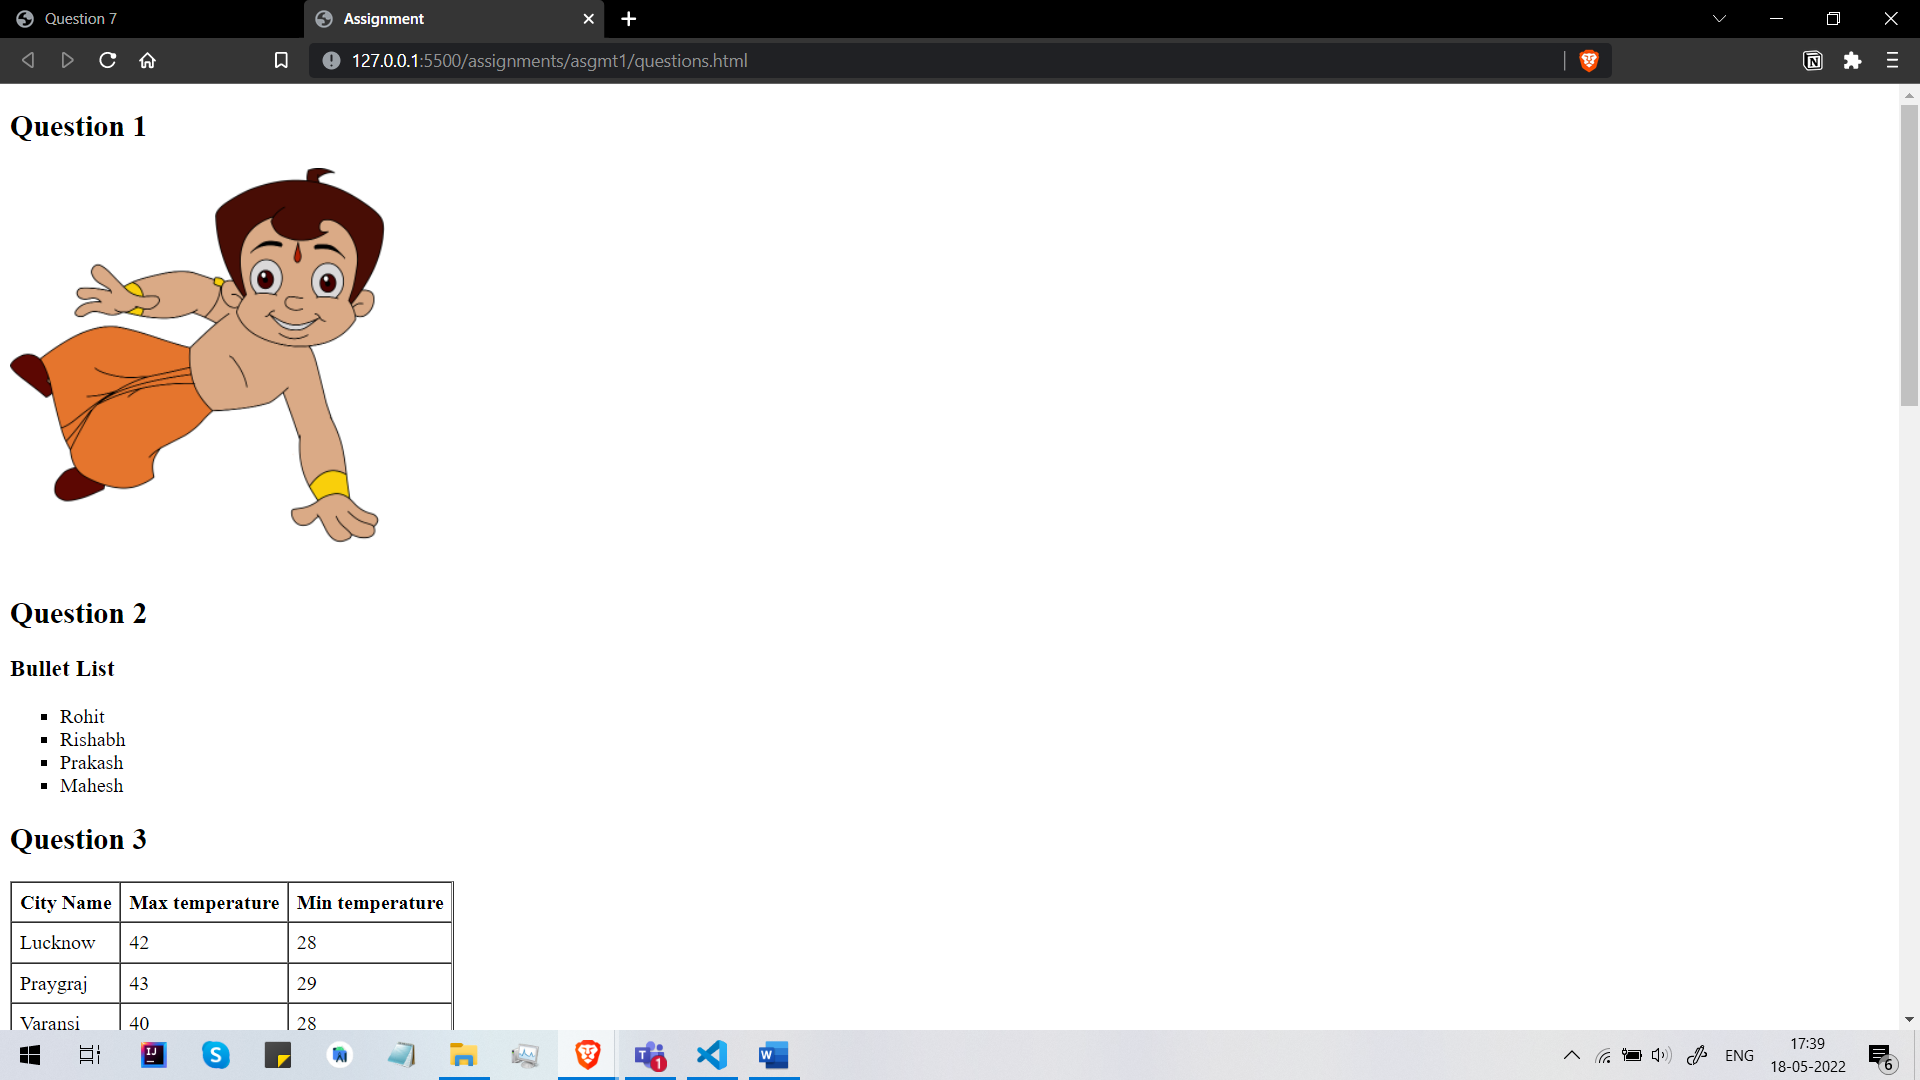 Question 7
Assignment
127.0.0.1:5500/assignments/asgmt1/questions.html
Question 1
Question 2
Bullet List
Rohit
Rishabh
Prakash
Mahesh
Question 3
City Name Max temperature Min temperature
Lucknow 42 28
Praygraj 43 29
Varansi 40 28
ENG
17:39
18-05-2022
6
1